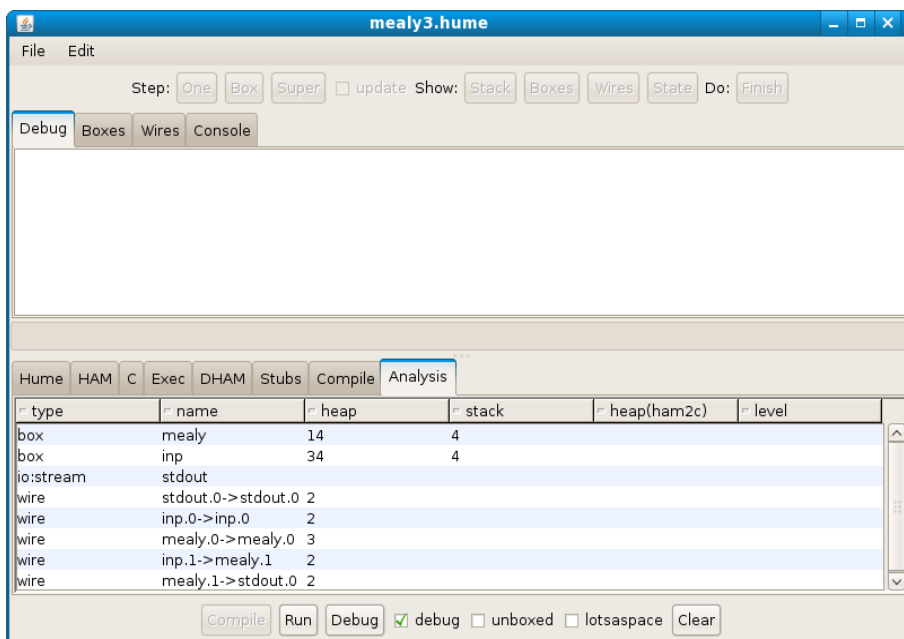 mealy3.hume
File Edit
Step: One Box Super update Show: Stack Boxes Wires State Do: Finish
Debug Boxes Wires Console
Hume HAM C Exec DHAM Stubs Compile Analysis
type name heap stack heap(ham2c) level
box mealy 14 4
box inp 34 4
io:stream stdout
wire stdout.0->stdout.0 2
wire inp.0->inp.0 2
wire mealy.0->mealy.0 3
wire inp.1->mealy.1 2
wire mealy.1->stdout.0 2
Compile Run Debug debug unboxed lotsaspace Clear